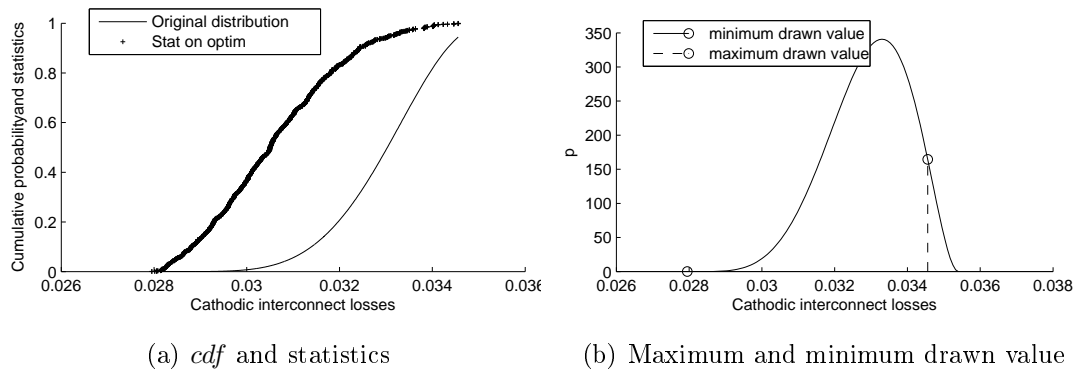 Original distribution
Stat on optim
Cumulative probabilityand statistics
1
0.8
0.6
0.4
0.2
0
0.026
0.028
0.03
0.032
0.034
0.036
Cathodic interconnect losses
(a) cdf and statistics
minimum drawn value
maximum drawn value
p
350
300
250
200
150
100
50
0
0.026
0.028
0.03
0.032
0.034
0.036
0.038
Cathodic interconnect losses
(b) Maximum and minimum drawn value